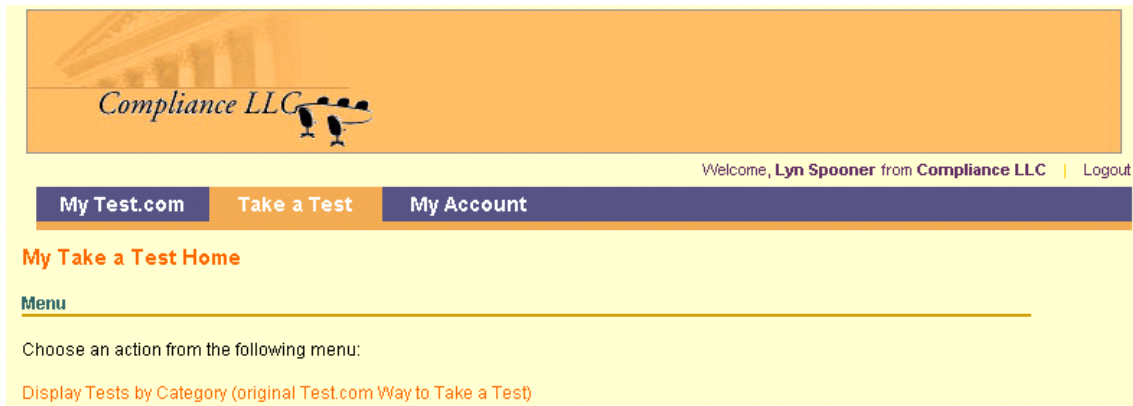 Compliance LLC
Welcome, Lyn Spooner from Compliance LLC | Logout
My Test.com Take a Test My Account
My Take a Test Home
Menu
Choose an action from the following menu:
Display Tests by Category (original Test.com Way to Take a Test)